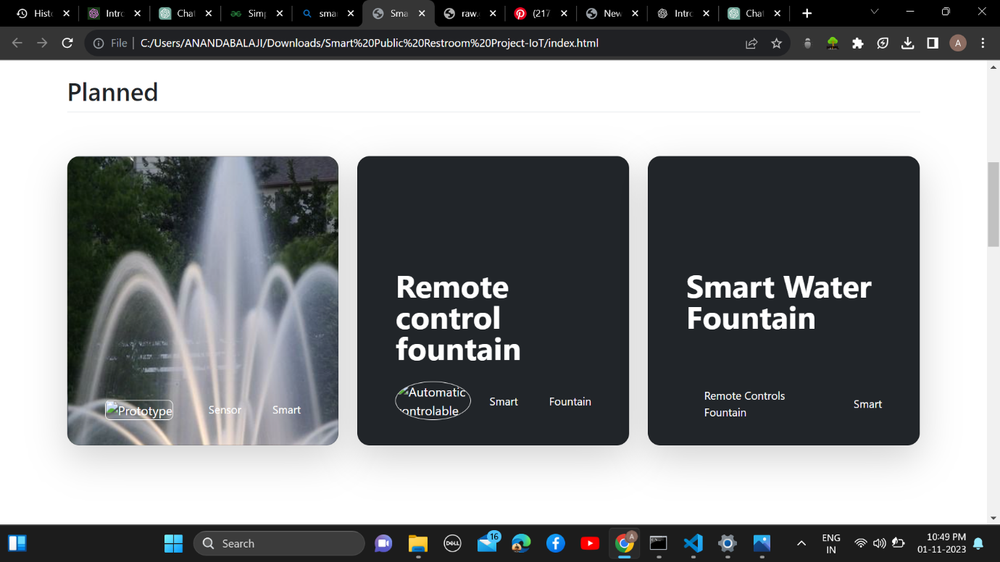 Histo
Intro
Chat
Simp
smar
Sma
raw.
(217
New
Intro
Chat
File
C:/Users/ANANDABALAJI/Downloads/Smart%20Public%20Restroom%20Project-IoT/index.html
A
Planned
Remote
control
fountain
Smart Water
Fountain
Prototype
Sensor
Smart
Automatic
ontrolable
Smart
Fountain
Remote Controls
Fountain
Smart
Search
DELL
16
A
ENG
IN
10:49 PM
01-11-2023